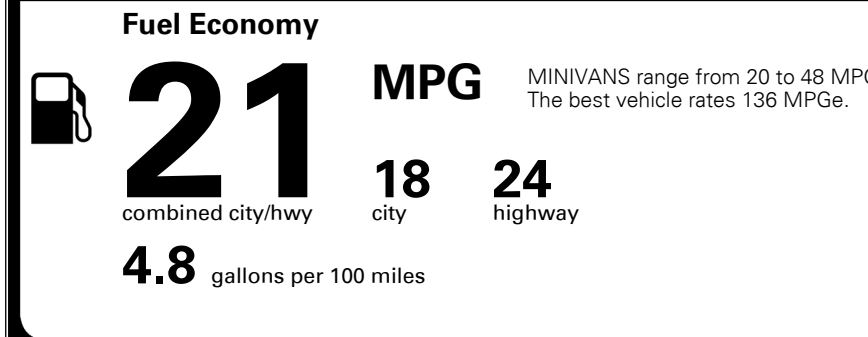 Fuel Economy
21 MPG
MINIVANS range from 20 to 48 MPG
The best vehicle rates 136 MPGe.
18 24
combined city/hwy city highway
4.8 gallons per 100 miles